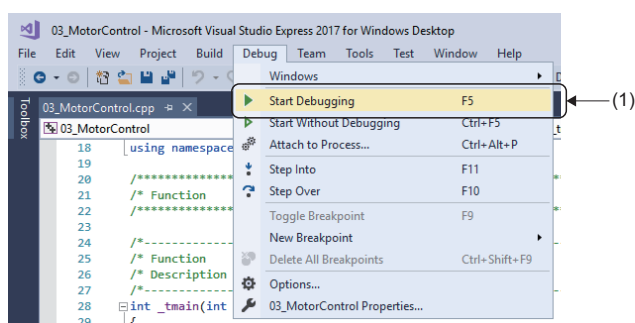 03_MotorControl - Microsoft Visual Studio Express 2017 for Windows Desktop
File Edit View Project Build Debug Team Tools Test Window Help
Windows
Toolbox
03_MotorControl.cpp
Start Debugging F5
(1)
03_MotorControl
Start Without Debugging Ctrl+F5
18 using namespace
Attach to Process... Ctrl+Alt+P
19
20 /**************
Step Into F11
21 /* Function
Step Over F10
22 /**************
Toggle Breakpoint F9
23
New Breakpoint
24 /*--------------
25 /* Function
Delete All Breakpoints Ctrl+Shift+F9
26 /* Description
Options...
27 /*--------------
28 int _tmain(int
03_MotorControl Properties...
29 {